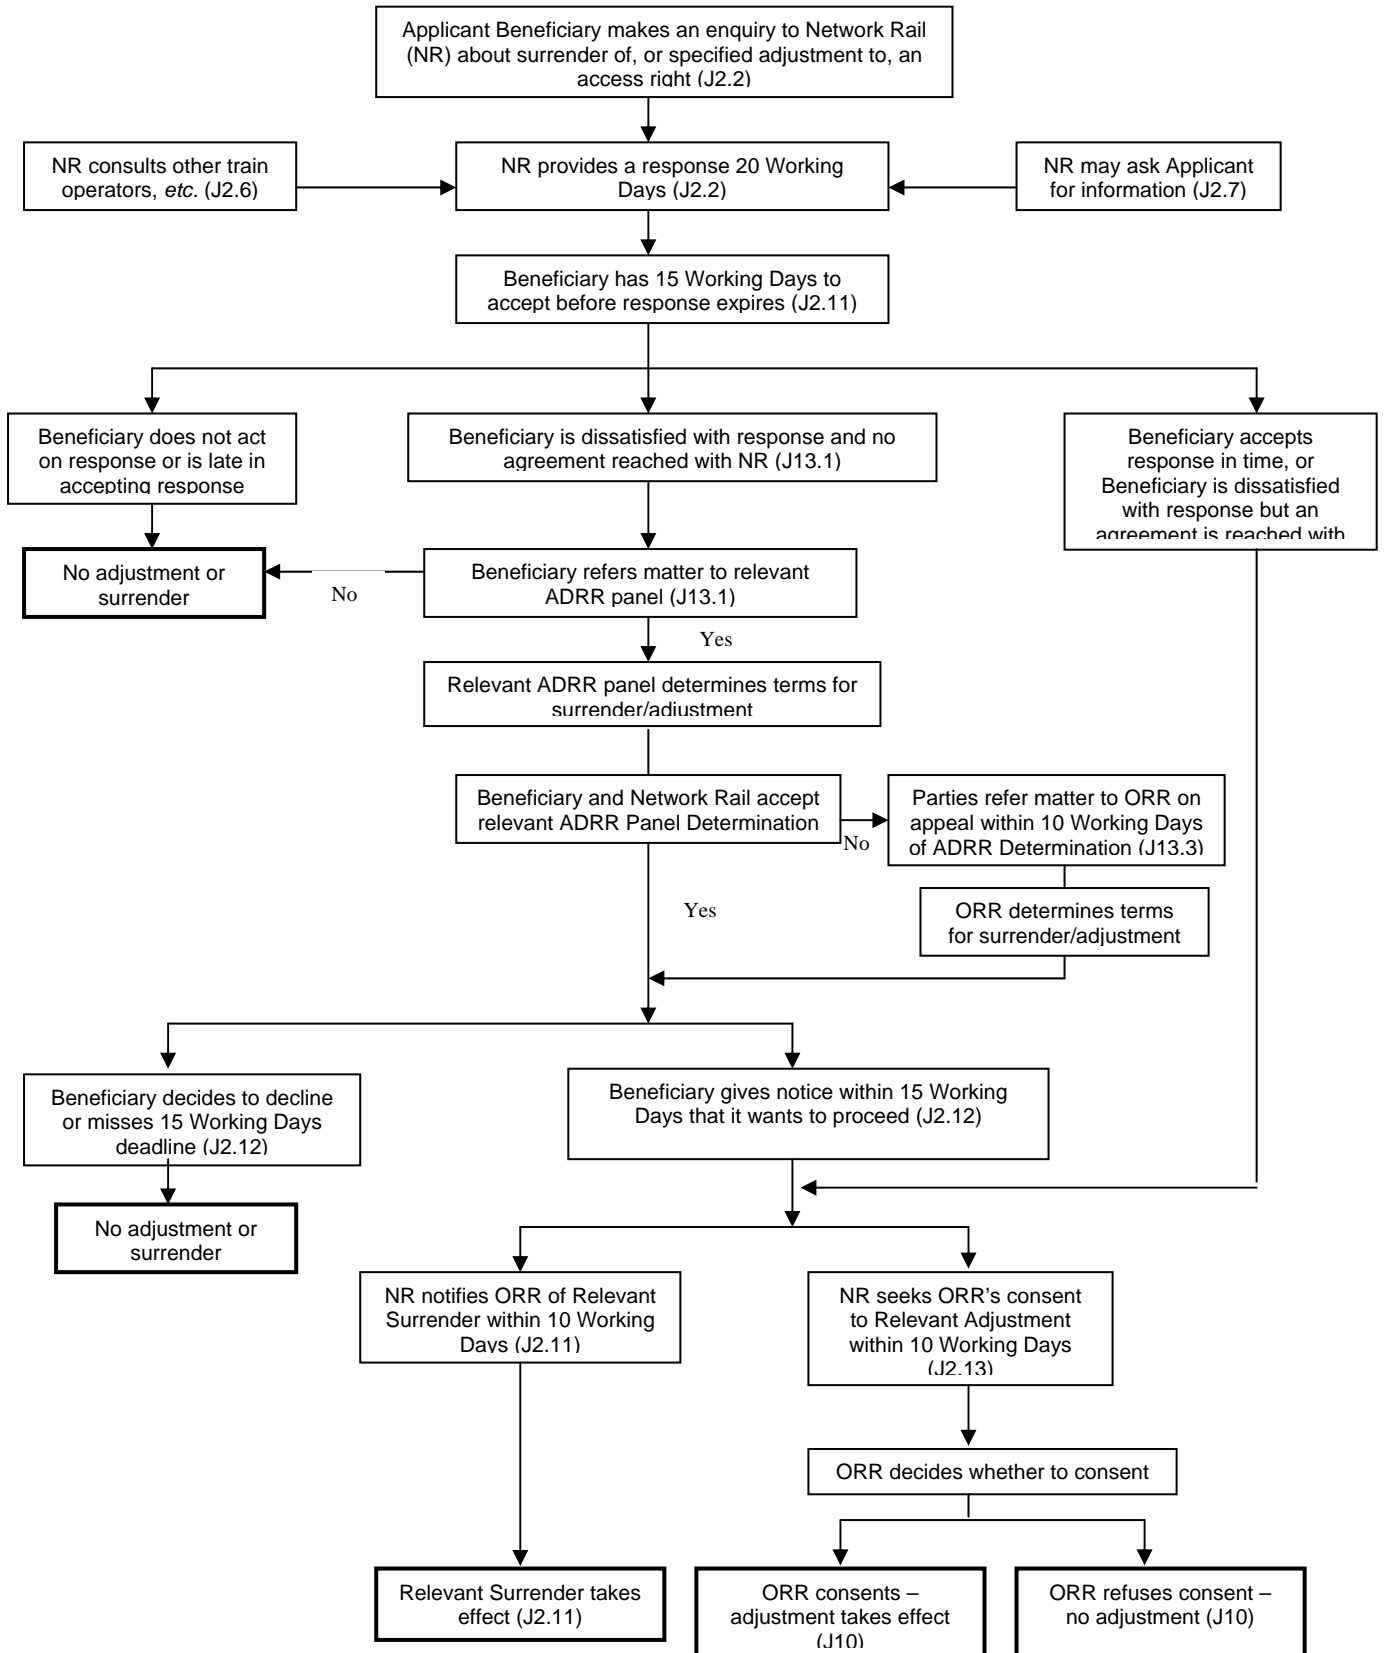 Applicant Beneficiary makes an enquiry to Network Rail
(NR) about surrender of, or specified adjustment to, an
access right (J2.2)
NR consults other train
operators, etc. (J2.6)
NR provides a response 20 Working
Days (J2.2)
NR may ask Applicant
for information (J2.7)
Beneficiary has 15 Working Days to
accept before response expires (J2.11)
Beneficiary does not act
on response or is late in
accepting response
Beneficiary is dissatisfied with response and no
agreement reached with NR (J13.1)
Beneficiary accepts
response in time, or
Beneficiary is dissatisfied
with response but an
agreement is reached with
No adjustment or
surrender
No
Beneficiary refers matter to relevant
ADRR panel (J13.1)
Yes
Relevant ADRR panel determines terms for
surrender/adjustment
Beneficiary and Network Rail accept
relevant ADRR Panel Determination
No
Parties refer matter to ORR on
appeal within 10 Working Days
of ADRR Determination (J13.3)
Yes
ORR determines terms
for surrender/adjustment
Beneficiary decides to decline
or misses 15 Working Days
deadline (J2.12)
Beneficiary gives notice within 15 Working
Days that it wants to proceed (J2.12)
No adjustment or
surrender
NR notifies ORR of Relevant
Surrender within 10 Working
Days (J2.11)
NR seeks ORR's consent
to Relevant Adjustment
within 10 Working Days
(J2.13)
ORR decides whether to consent
Relevant Surrender takes
effect (J2.11)
ORR consents –
adjustment takes effect
(J10)
ORR refuses consent –
no adjustment (J10)